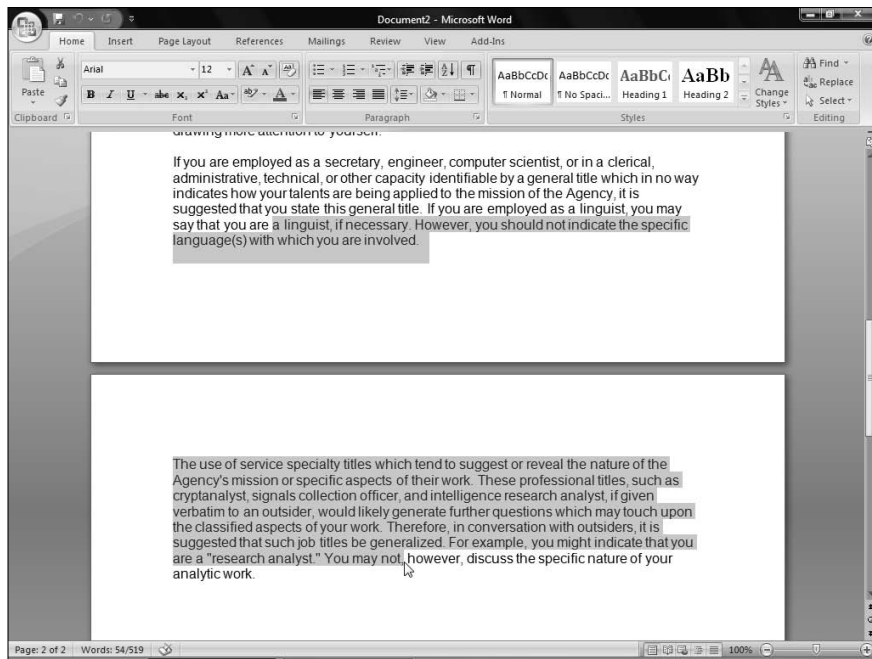 Document2 - Microsoft Word
Home Insert Page Layout References Mailings Review View Add-Ins
Paste
Clipboard
Arial 12
B I U abc x₂ x² Aa A
Font
Paragraph
AaBbCcDc AaBbCcDc AaBbC AaBb
¶ Normal ¶ No Spaci... Heading 1 Heading 2
Change Styles
Styles
Find
Replace
Select
Editing
drawing more attention to yourself.
If you are employed as a secretary, engineer, computer scientist, or in a clerical,
administrative, technical, or other capacity identifiable by a general title which in no way
indicates how your talents are being applied to the mission of the Agency, it is
suggested that you state this general title. If you are employed as a linguist, you may
say that you are a linguist, if necessary. However, you should not indicate the specific
language(s) with which you are involved.
The use of service specialty titles which tend to suggest or reveal the nature of the
Agency's mission or specific aspects of their work. These professional titles, such as
cryptanalyst, signals collection officer, and intelligence research analyst, if given
verbatim to an outsider, would likely generate further questions which may touch upon
the classified aspects of your work. Therefore, in conversation with outsiders, it is
suggested that such job titles be generalized. For example, you might indicate that you
are a "research analyst." You may not, however, discuss the specific nature of your
analytic work.
Page: 2 of 2 Words: 54/519 100%